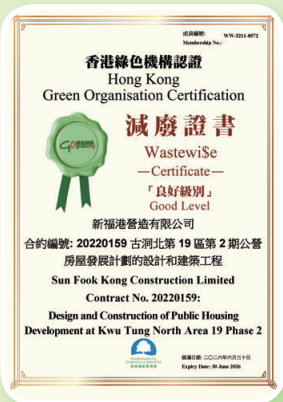 成員編號:
WW-5211-8572
Membership No.:
香港綠色機構認證
Hong Kong
Green Organisation Certification
減廢證書
Wastewi$e
—Certificate—
「良好級別」
Good Level
新福港營造有限公司
合約編號: 20220159 古洞北第 19 區第 2 期公營
房屋發展計劃的設計和建築工程
Sun Fook Kong Construction Limited
Contract No. 20220159:
Design and Construction of Public Housing
Development at Kwu Tung North Area 19 Phase 2
屆滿日期: 二〇二六年六月三十日
Expiry Date: 30 June 2026